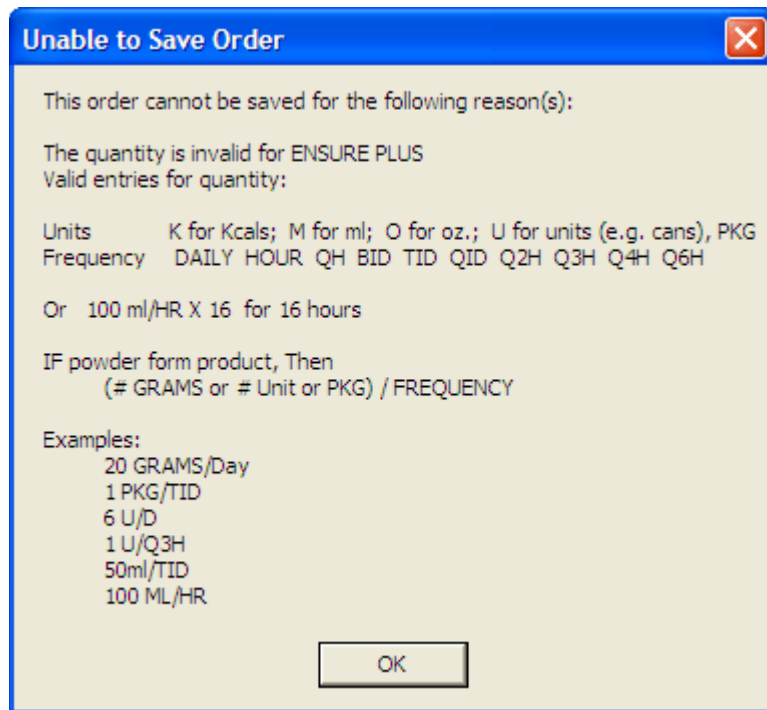 Unable to Save Order
This order cannot be saved for the following reason(s):
The quantity is invalid for ENSURE PLUS
Valid entries for quantity:
Units K for Kcals; M for ml; O for oz.; U for units (e.g. cans), PKG
Frequency DAILY HOUR QH BID TID QID Q2H Q3H Q4H Q6H
Or 100 ml/HR X 16 for 16 hours
IF powder form product, Then
(# GRAMS or # Unit or PKG) / FREQUENCY
Examples:
20 GRAMS/Day
1 PKG/TID
6 U/D
1 U/Q3H
50ml/TID
100 ML/HR
OK